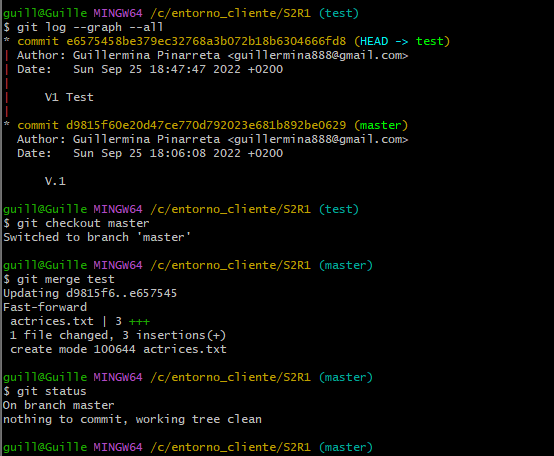 guill@Guille MINGW64 /c/entorno_cliente/S2R1 (test)
$ git log --graph --all
* commit e6575458be379ec32768a3b072b18b6304666fd8 (HEAD -> test)
| Author: Guillermina Pinarreta <guillermina888@gmail.com>
| Date:   Sun Sep 25 18:47:47 2022 +0200
|
|     V1 Test
|
* commit d9815f60e20d47ce770d792023e681b892be0629 (master)
  Author: Guillermina Pinarreta <guillermina888@gmail.com>
  Date:   Sun Sep 25 18:06:08 2022 +0200

      V.1

guill@Guille MINGW64 /c/entorno_cliente/S2R1 (test)
$ git checkout master
Switched to branch 'master'

guill@Guille MINGW64 /c/entorno_cliente/S2R1 (master)
$ git merge test
Updating d9815f6..e657545
Fast-forward
 actrices.txt | 3 +++
 1 file changed, 3 insertions(+)
 create mode 100644 actrices.txt

guill@Guille MINGW64 /c/entorno_cliente/S2R1 (master)
$ git status
On branch master
nothing to commit, working tree clean

guill@Guille MINGW64 /c/entorno_cliente/S2R1 (master)